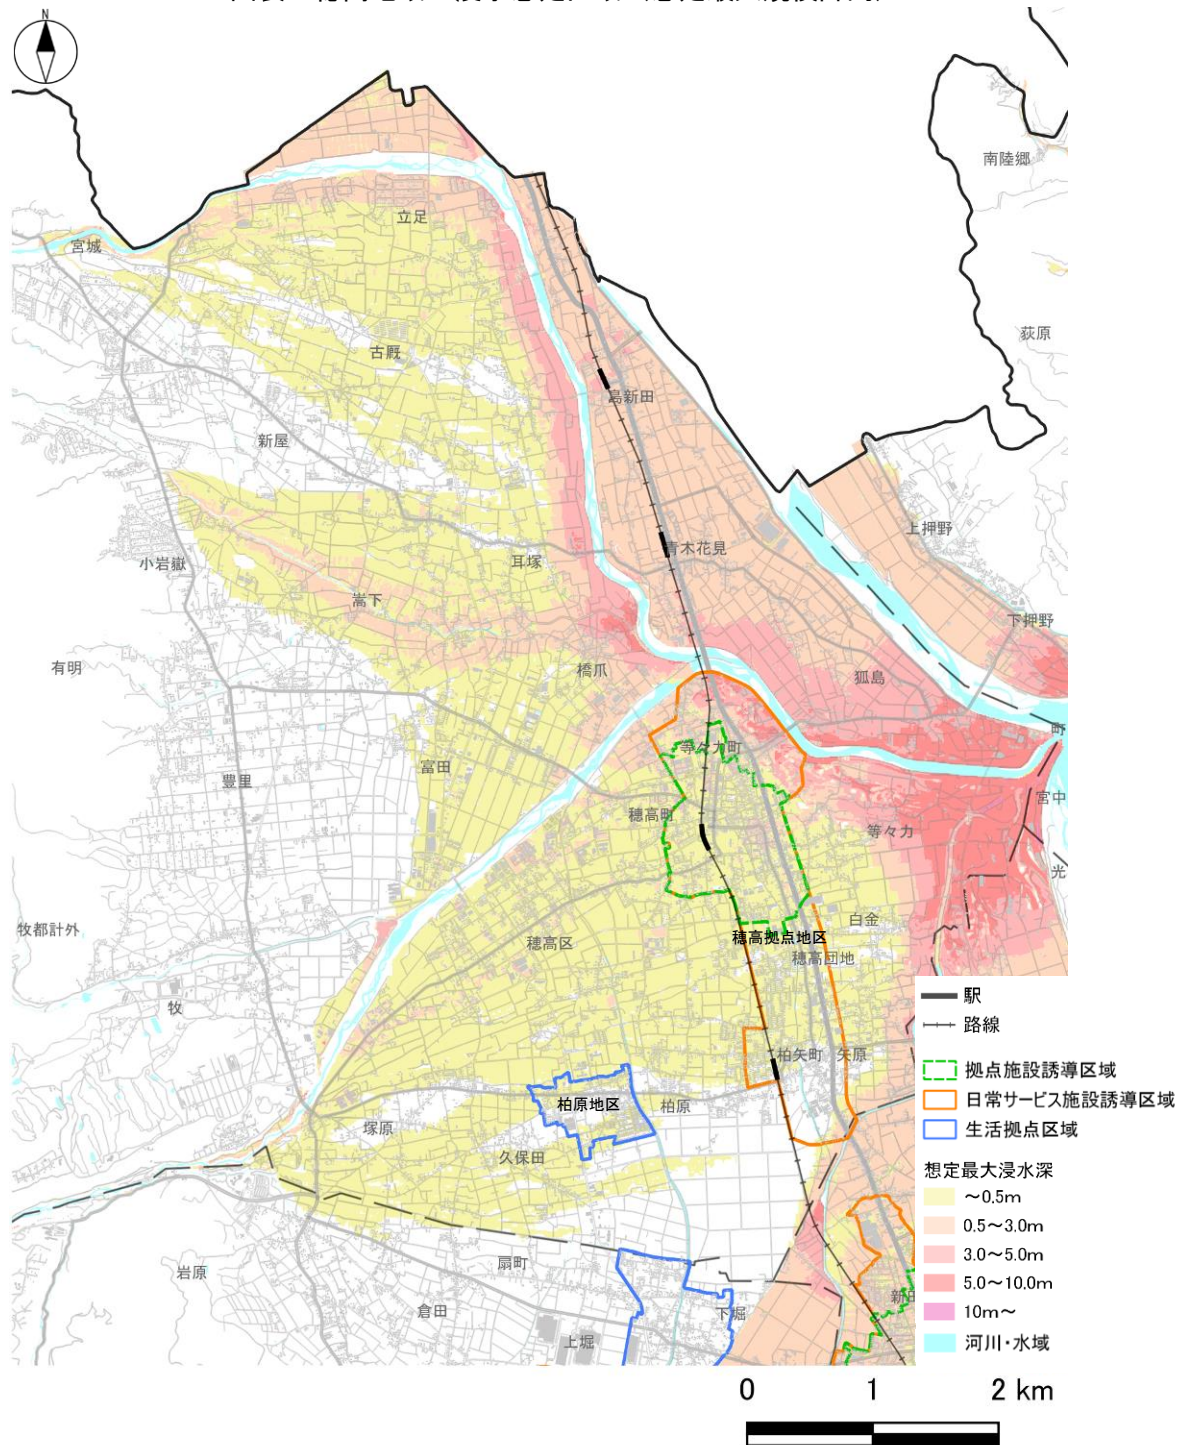 N
南陸郷
立足
宮城
荻原
古厩
島新田
新屋
上押野
青木花見
耳塚
小岩嶽
嵩下
下押野
有明
橋爪
狐島
町
等々力町
富田
豊里
宮中
穂高町
等々力
光
白金
牧都計外
穂高区
穂高拠点地区
穂高団地
牧
柏矢町
矢原
柏原地区
柏原
塚原
久保田
扇町
岩原
倉田
下堀
上堀
新田
駅
路線
拠点施設誘導区域
日常サービス施設誘導区域
生活拠点区域
想定最大浸水深
～0.5m
0.5～3.0m
3.0～5.0m
5.0～10.0m
10m～
河川・水域
0 1 2 km